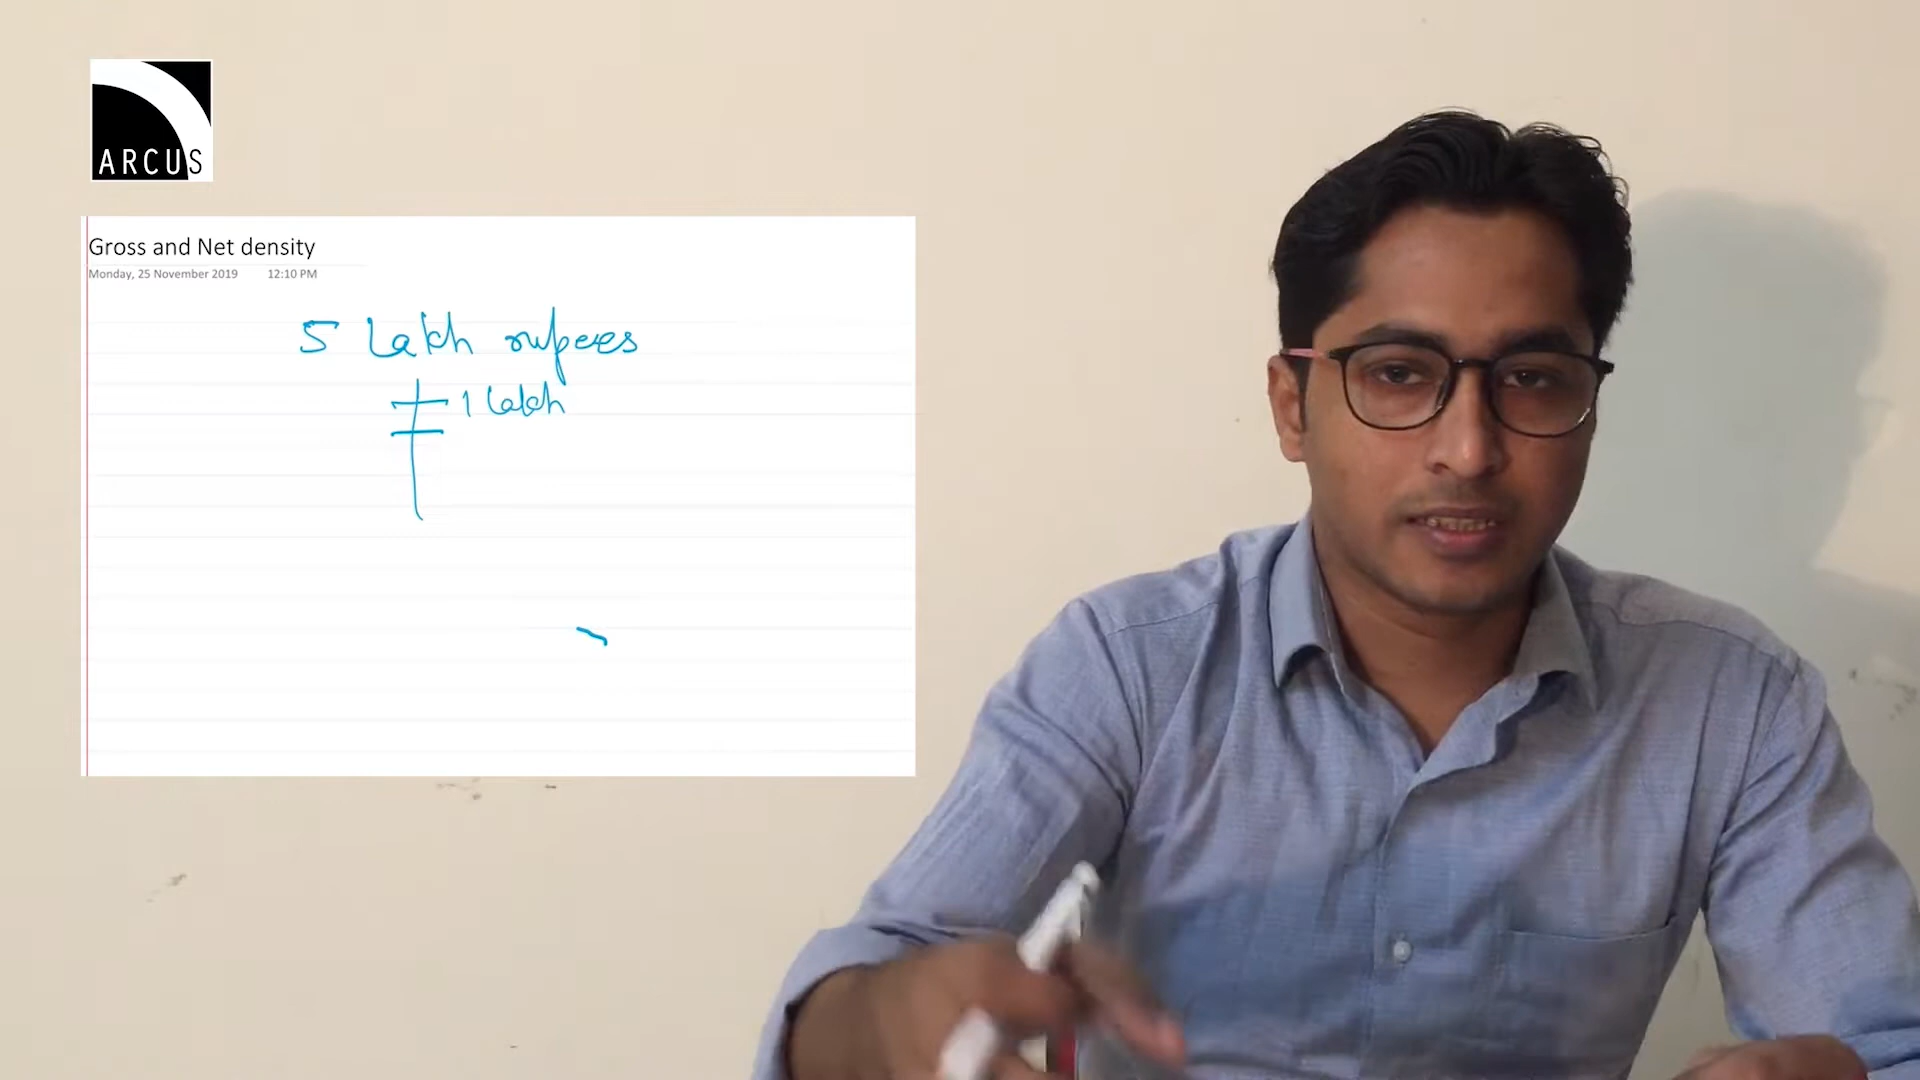 ARCUS
Gross and Net density
Monday, 25 November 2019 12:10 PM
5 Lakh rupees
1 Lakh